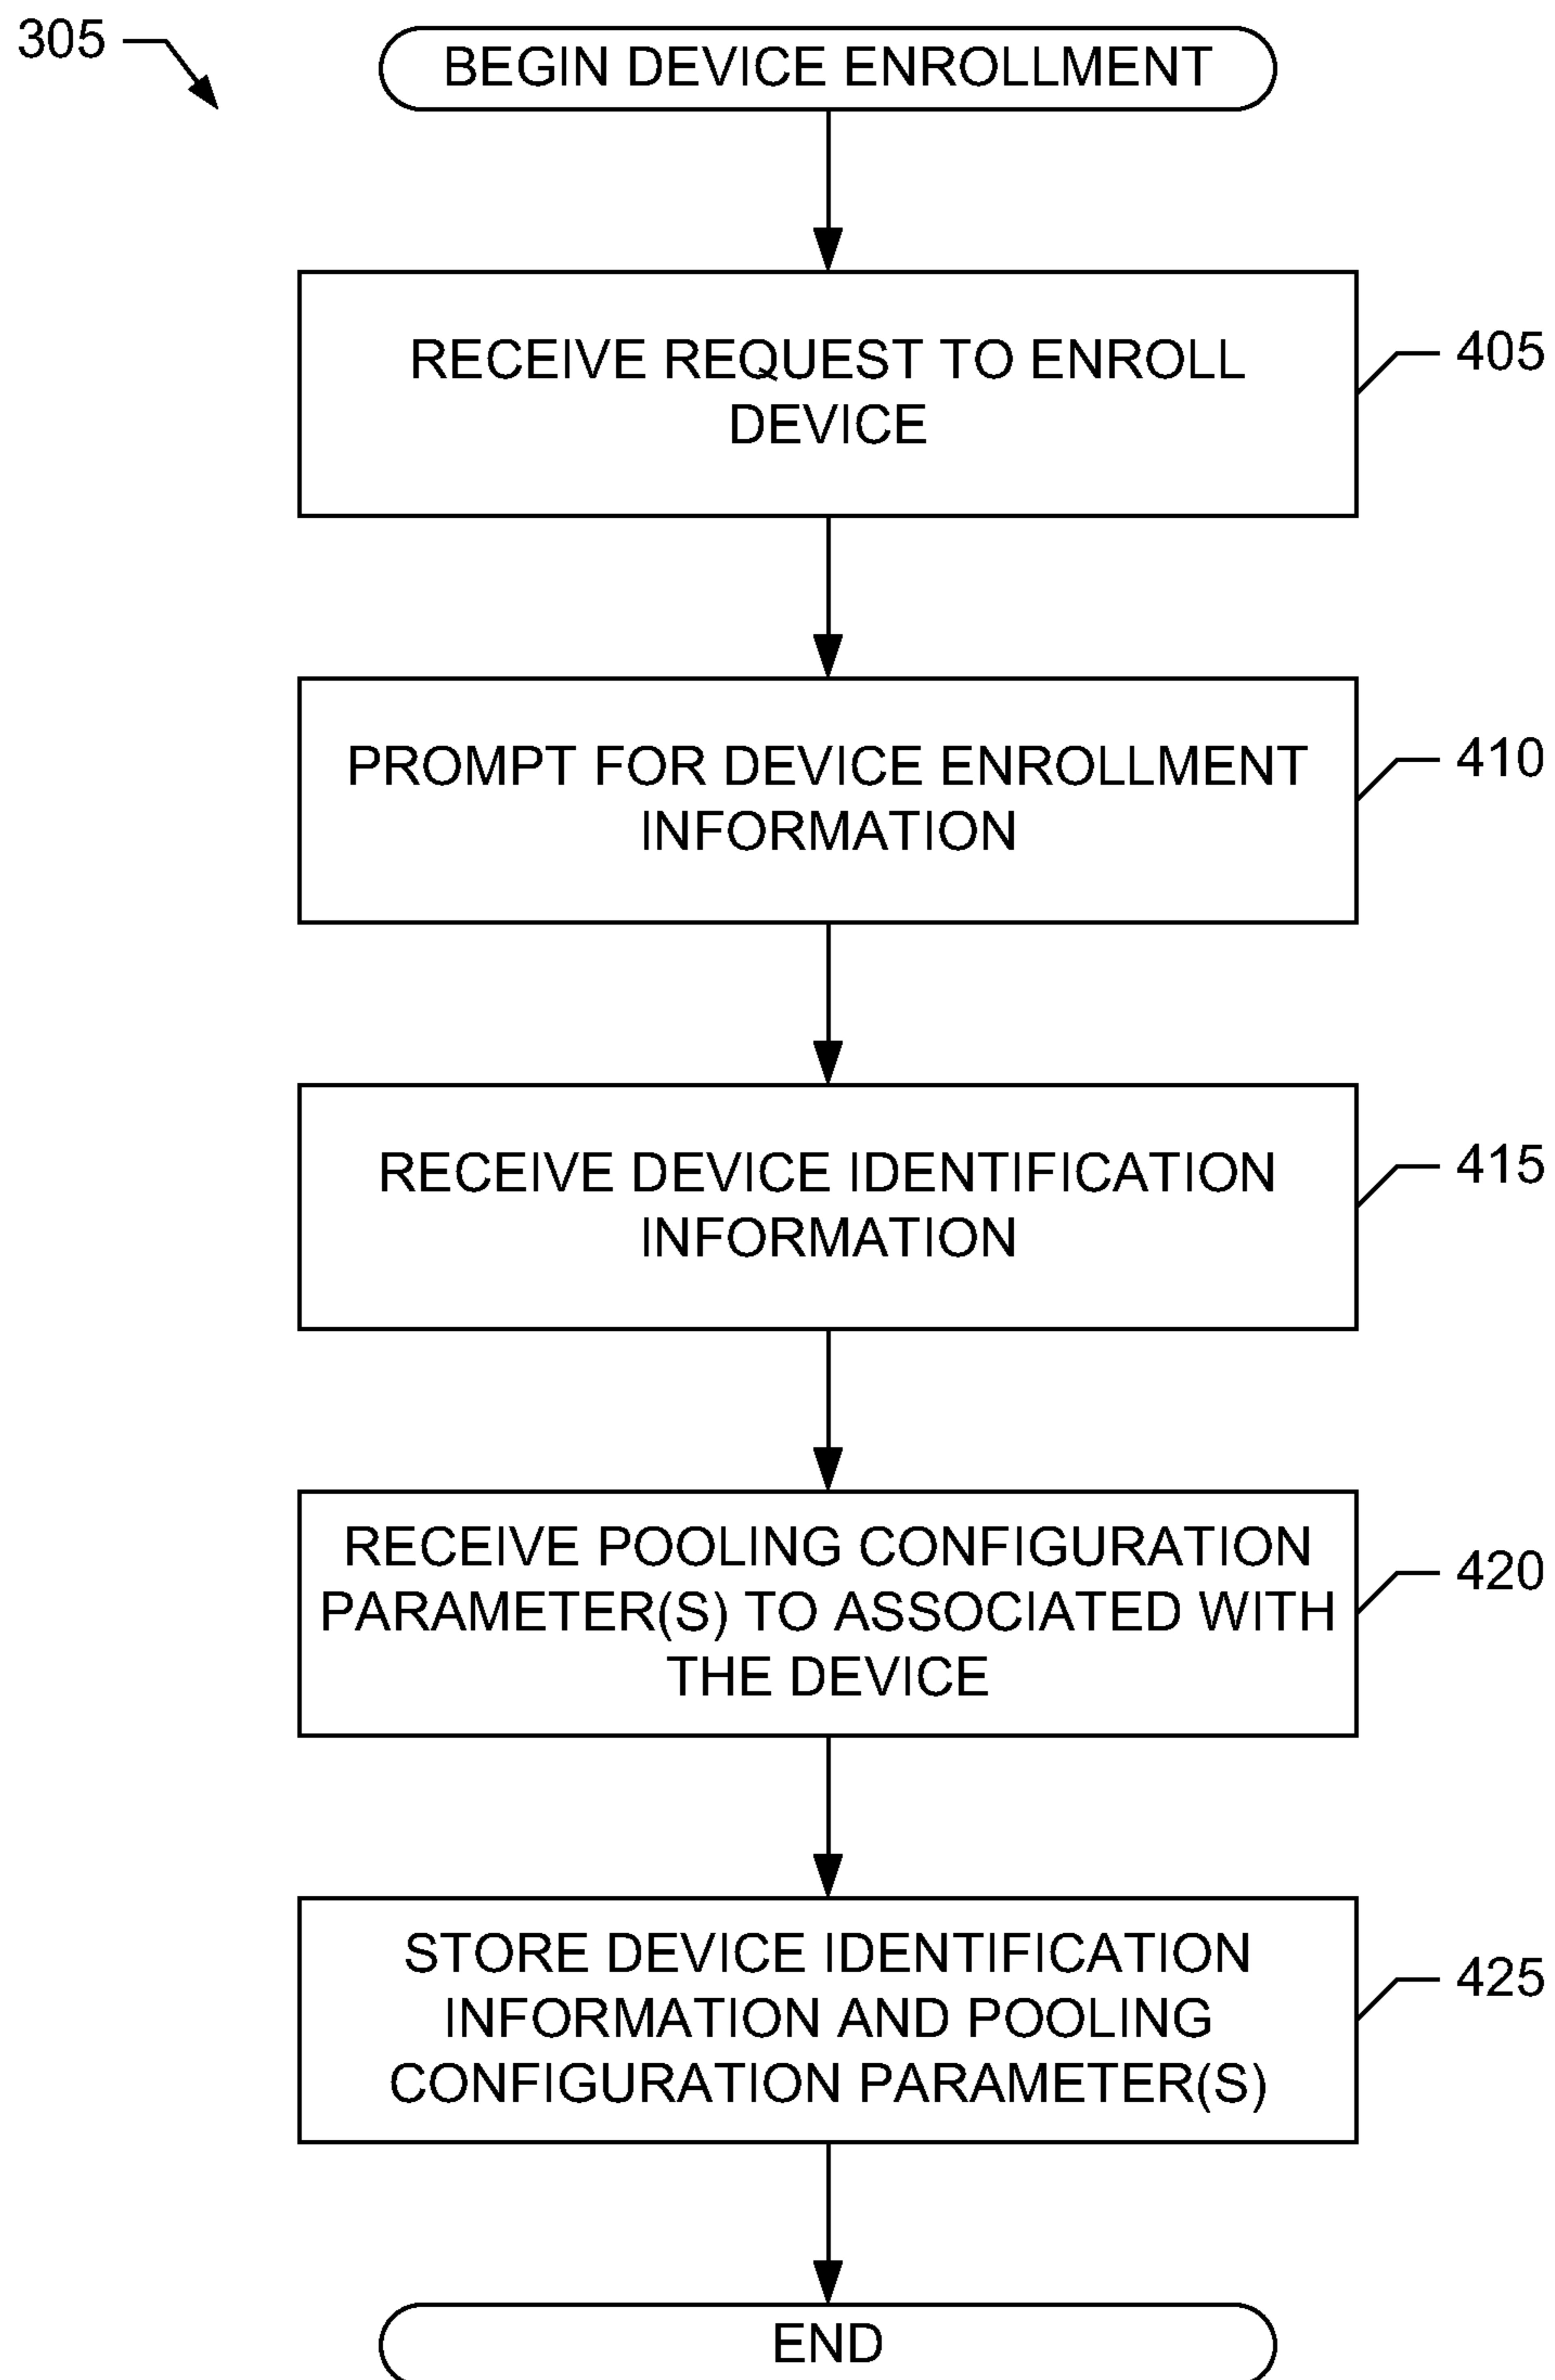 305
BEGIN DEVICE ENROLLMENT
RECEIVE REQUEST TO ENROLL
DEVICE
405
PROMPT FOR DEVICE ENROLLMENT
INFORMATION
410
RECEIVE DEVICE IDENTIFICATION
INFORMATION
415
RECEIVE POOLING CONFIGURATION
PARAMETER(S) TO ASSOCIATED WITH
THE DEVICE
420
STORE DEVICE IDENTIFICATION
INFORMATION AND POOLING
CONFIGURATION PARAMETER(S)
425
END